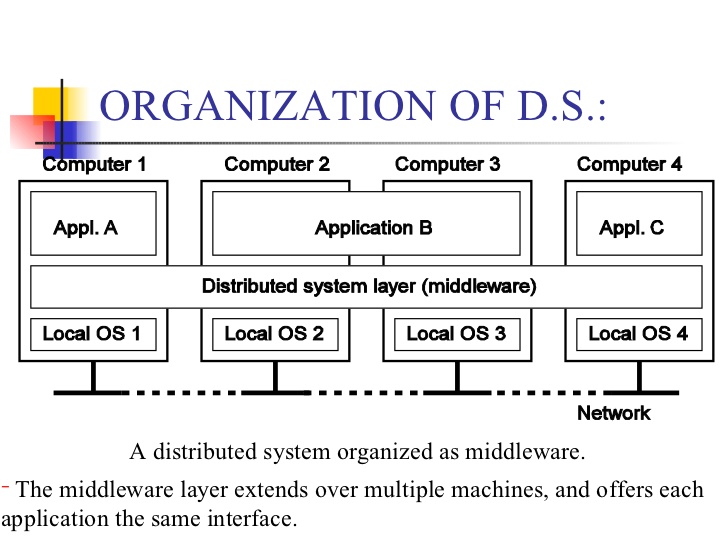 ORGANIZATION OF D.S.:
Computer 1 Computer 2 Computer 3 Computer 4
Appl. A Application B Appl. C
Distributed system layer (middleware)
Local OS 1 Local OS 2 Local OS 3 Local OS 4
Network
A distributed system organized as middleware.
- The middleware layer extends over multiple machines, and offers each
application the same interface.